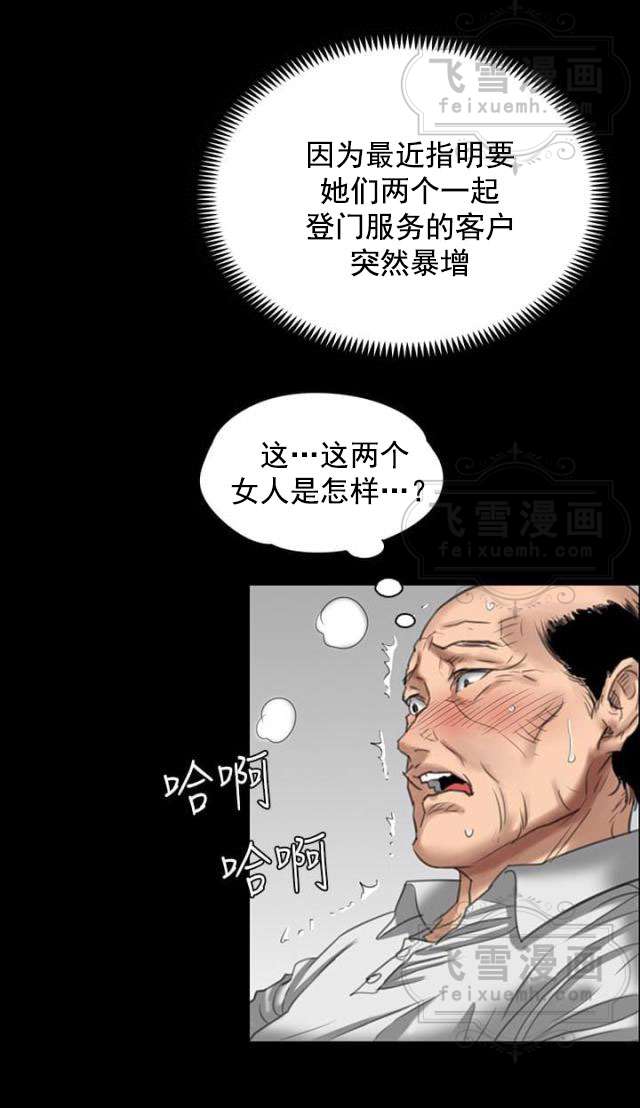 飞雪漫画
feixuemh.com
因为最近指明要
她们两个一起
登门服务的客户
突然暴增
这…这两个
女人是怎样…？
飞雪漫画
feixuemh.com
哈啊
哈啊
飞雪漫画
feixuemh.com